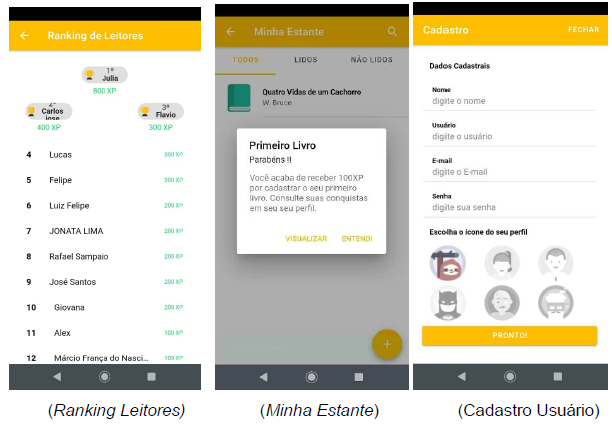 Ranking de Leitores
1º
Julia
800 XP
2º
Carlos
jose
400 XP
3º
Flavio
300 XP
4 Lucas 300 XP
5 Felipe 300 XP
6 Luiz Felipe 200 XP
7 JONATA LIMA 200 XP
8 Rafael Sampaio 200 XP
9 José Santos 200 XP
10 Giovana 200 XP
11 Alex 100 XP
12 Márcio França do Nasci... 100 XP
(Ranking Leitores)
Minha Estante
TODOS LIDOS NÃO LIDOS
Quatro Vidas de um Cachorro
W. Bruce
Primeiro Livro
Parabéns !!
Você acaba de receber 100XP
por cadastrar o seu primeiro
livro. Consulte suas conquistas
em seu seu perfil.
VISUALIZAR ENTENDI
(Minha Estante)
Cadastro FECHAR
Dados Cadastrais
Nome
digite o nome
Usuário
digite o usuário
E-mail
digite o E-mail
Senha
digite sua senha
Escolha o ícone do seu perfil
PRONTO!
(Cadastro Usuário)